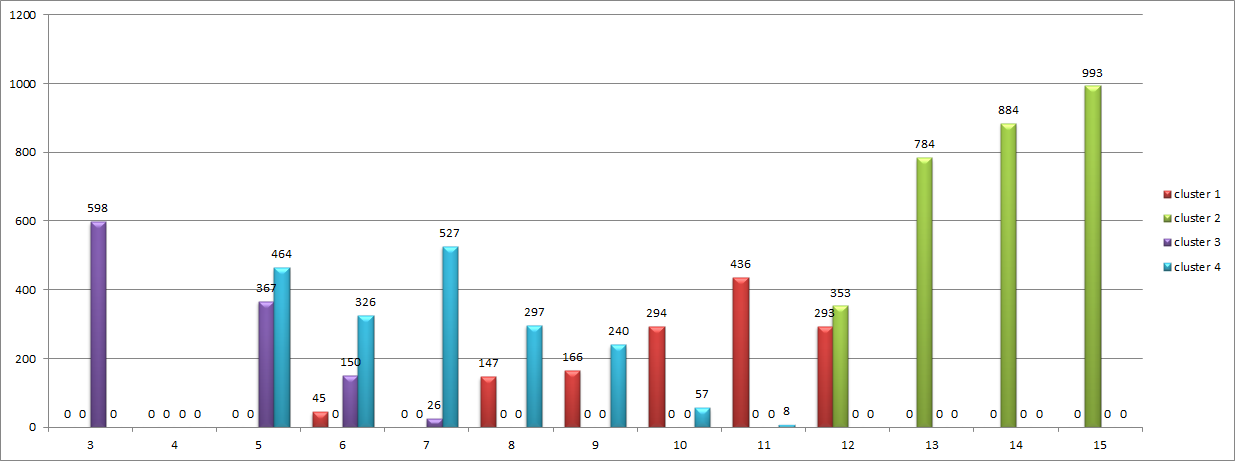 1200
1000
800
600
400
200
0
0 0 598 0
0 0 0 0
0 0 367 464
45 0 150 326
0 0 26 527
147 0 0 297
166 0 0 240
294 0 0 57
436 0 0 8
293 353 0 0
0 784 0 0
0 884 0 0
0 993 0 0
3 4 5 6 7 8 9 10 11 12 13 14 15
cluster 1
cluster 2
cluster 3
cluster 4